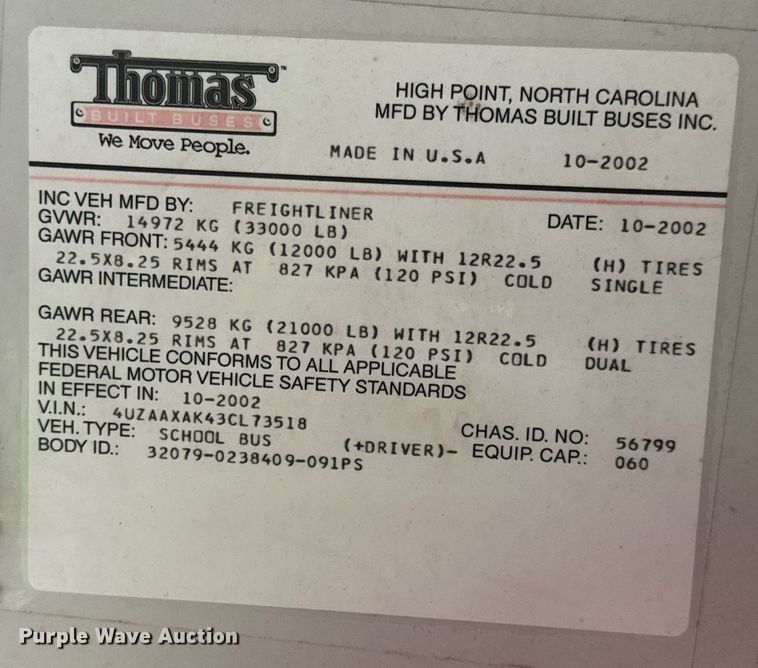 Thomas™
BUILT BUSES
We Move People.
HIGH POINT, NORTH CAROLINA
MFD BY THOMAS BUILT BUSES INC.
MADE IN U.S.A 10-2002
INC VEH MFD BY: FREIGHTLINER DATE: 10-2002
GVWR: 14972 KG (33000 LB)
GAWR FRONT: 5444 KG (12000 LB) WITH 12R22.5 (H) TIRES
22.5X8.25 RIMS AT 827 KPA (120 PSI) COLD SINGLE
GAWR INTERMEDIATE:
GAWR REAR: 9528 KG (21000 LB) WITH 12R22.5 (H) TIRES
22.5X8.25 RIMS AT 827 KPA (120 PSI) COLD DUAL
THIS VEHICLE CONFORMS TO ALL APPLICABLE
FEDERAL MOTOR VEHICLE SAFETY STANDARDS
IN EFFECT IN: 10-2002
V.I.N.: 4UZAAXAK43CL73518 CHAS. ID. NO: 56799
VEH. TYPE: SCHOOL BUS (+DRIVER)- EQUIP. CAP.: 060
BODY ID.: 32079-0238409-091PS
Purple Wave Auction